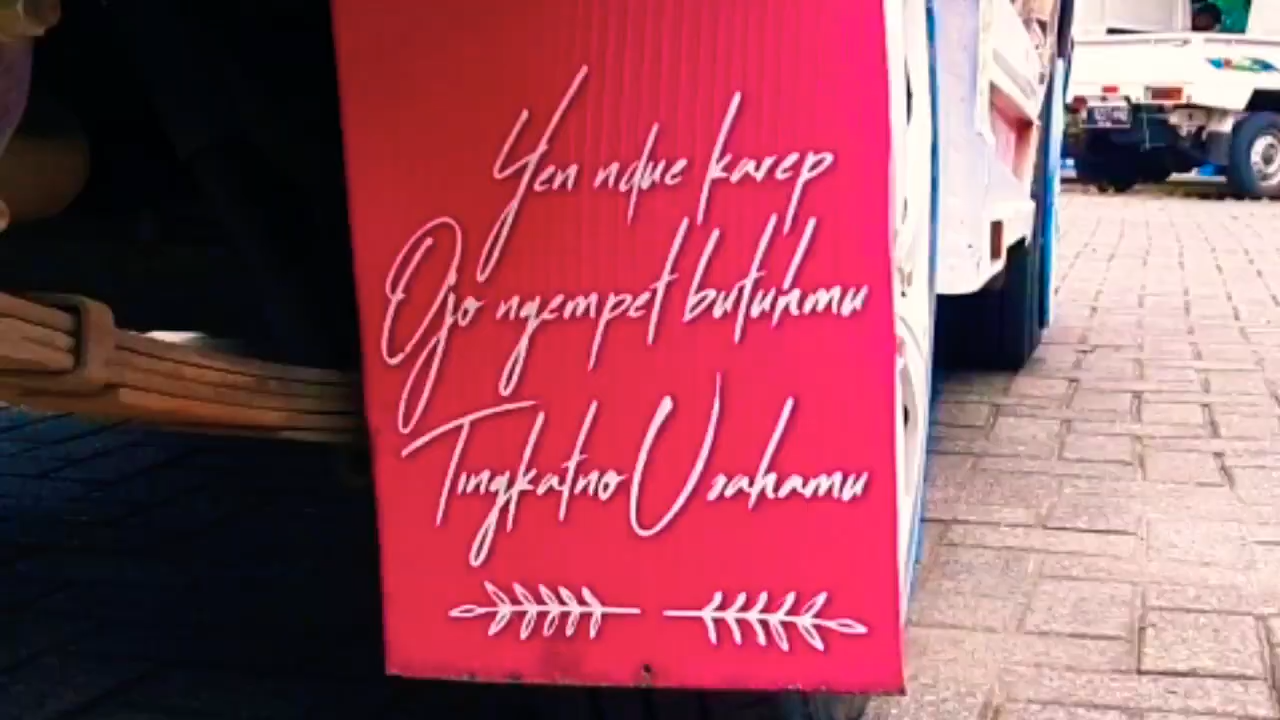 Yen ndue karep
Ojo ngempet butuhmu
Tingkatno Usahamu